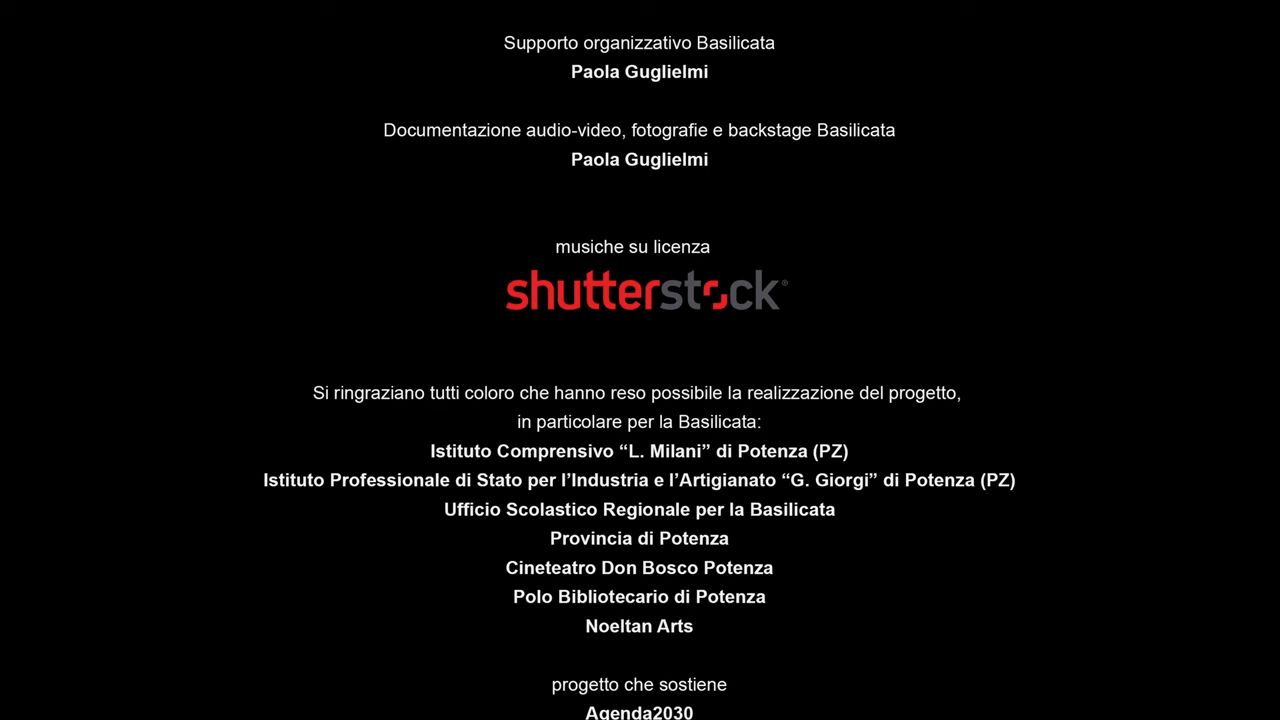 Supporto organizzativo Basilicata
Paola Guglielmi
Documentazione audio-video, fotografie e backstage Basilicata
Paola Guglielmi
musiche su licenza
shutterstock®
Si ringraziano tutti coloro che hanno reso possibile la realizzazione del progetto,
in particolare per la Basilicata:
Istituto Comprensivo “L. Milani” di Potenza (PZ)
Istituto Professionale di Stato per l’Industria e l’Artigianato “G. Giorgi” di Potenza (PZ)
Ufficio Scolastico Regionale per la Basilicata
Provincia di Potenza
Cineteatro Don Bosco Potenza
Polo Bibliotecario di Potenza
Noeltan Arts
progetto che sostiene
Agenda2030